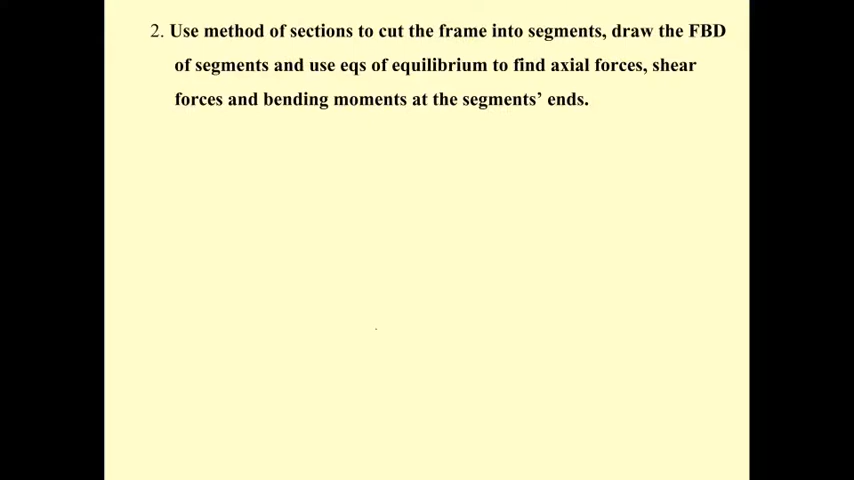 2. Use method of sections to cut the frame into segments, draw the FBD
of segments and use eqs of equilibrium to find axial forces, shear
forces and bending moments at the segments’ ends.